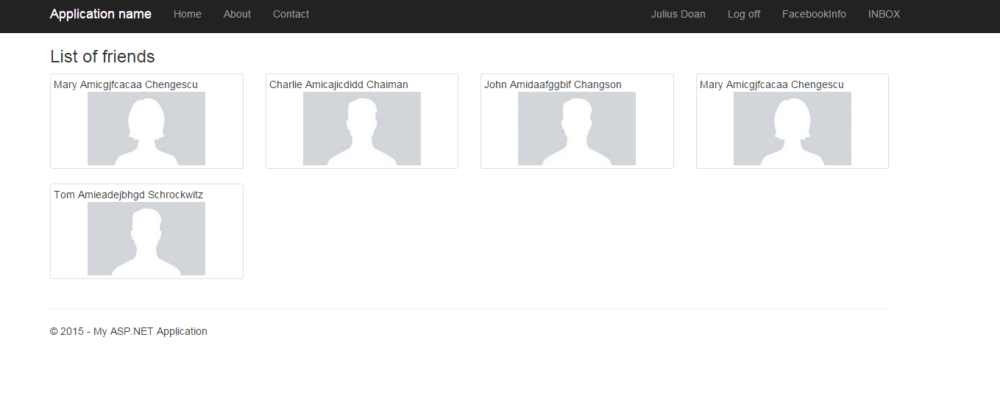 Application name Home About Contact Julius Doan Log off FacebookInfo INBOX
List of friends
Mary Amicgjfcacaa Chengescu
Charlie Amicajicdidd Chaiman
John Amidaafggbif Changson
Mary Amicgjfcacaa Chengescu
Tom Amieadejbhgd Schrockwitz
© 2015 - My ASP.NET Application